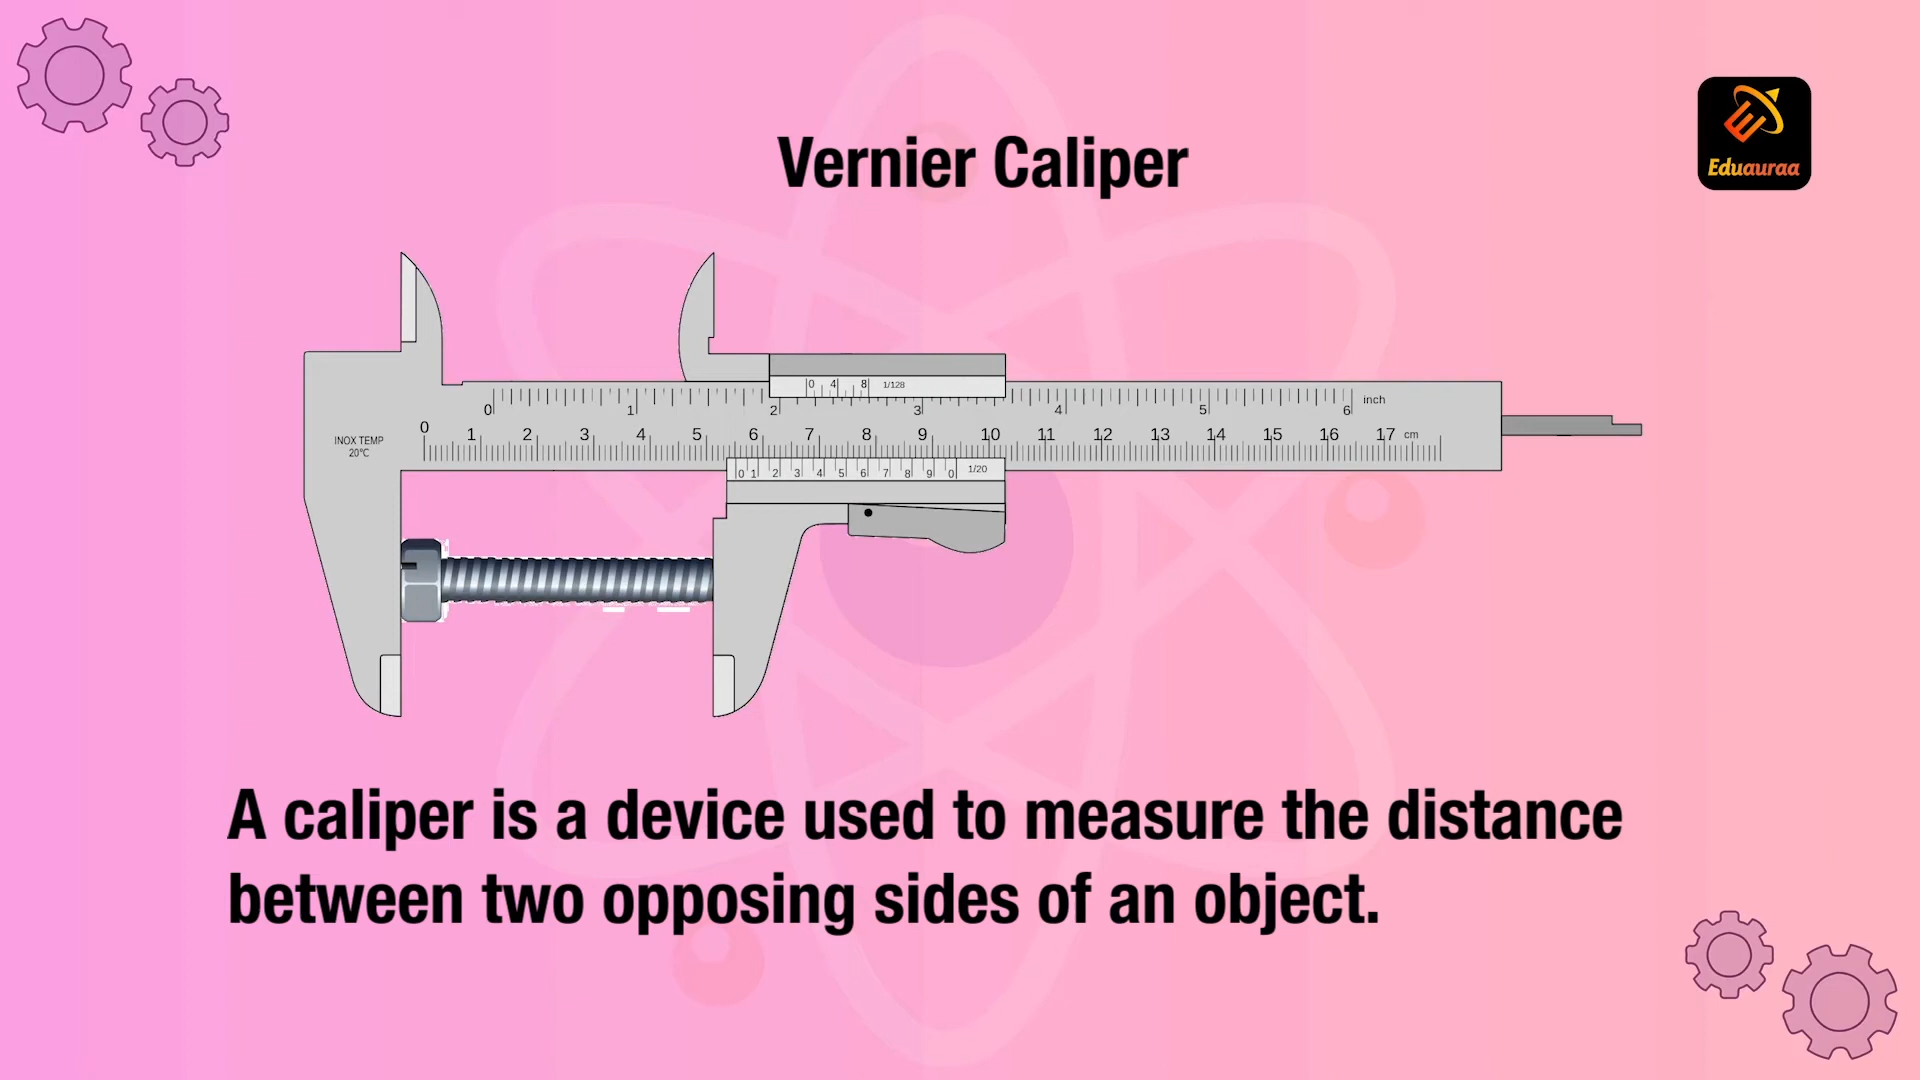 Vernier Caliper
Eduauraa
0 4 8 1/128
0 1 2 3 4 5 6 inch
0 1 2 3 4 5 6 7 8 9 10 11 12 13 14 15 16 17 cm
INOX TEMP
20°C
0 1 2 3 4 5 6 7 8 9 0 1/20
A caliper is a device used to measure the distance
between two opposing sides of an object.